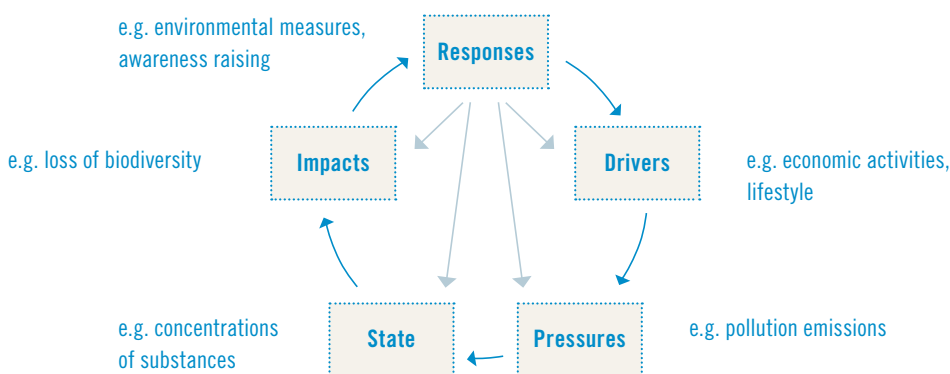 e.g. environmental measures,
awareness raising
Responses
e.g. loss of biodiversity
Impacts
Drivers
e.g. economic activities,
lifestyle
e.g. concentrations
of substances
State
Pressures
e.g. pollution emissions